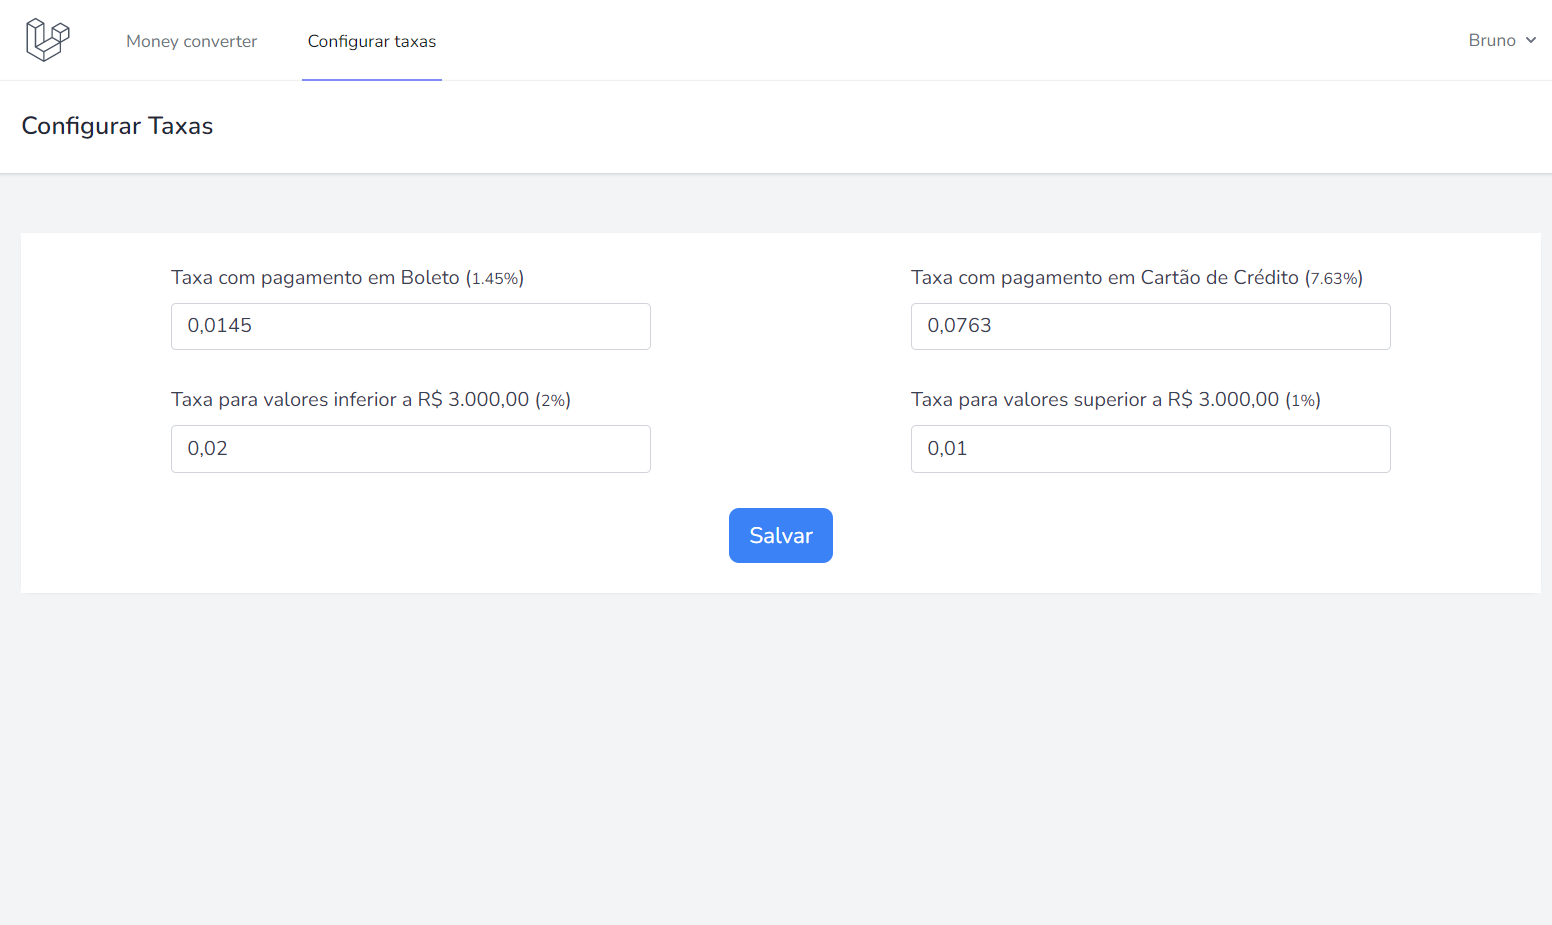 Money converter
Configurar taxas
Bruno
Configurar Taxas
Taxa com pagamento em Boleto (1.45%)
Taxa com pagamento em Cartão de Crédito (7.63%)
0,0145
0,0763
Taxa para valores inferior a R$ 3.000,00 (2%)
Taxa para valores superior a R$ 3.000,00 (1%)
0,02
0,01
Salvar